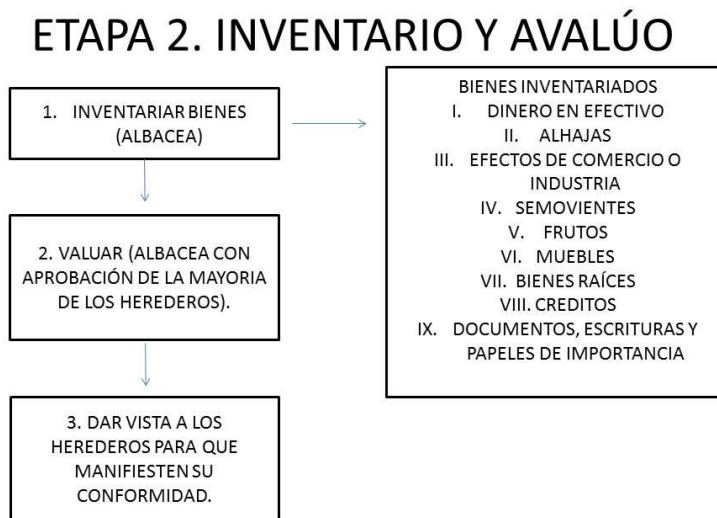 ETAPA 2. INVENTARIO Y AVALÚO
1. INVENTARIAR BIENES
(ALBACEA)
2. VALUAR (ALBACEA CON
APROBACIÓN DE LA MAYORIA
DE LOS HEREDEROS).
3. DAR VISTA A LOS
HEREDEROS PARA QUE
MANIFIESTEN SU
CONFORMIDAD.
BIENES INVENTARIADOS
I. DINERO EN EFECTIVO
II. ALHAJAS
III. EFECTOS DE COMERCIO O
INDUSTRIA
IV. SEMOVIENTES
V. FRUTOS
VI. MUEBLES
VII. BIENES RAÍCES
VIII. CREDITOS
IX. DOCUMENTOS, ESCRITURAS Y
PAPELES DE IMPORTANCIA